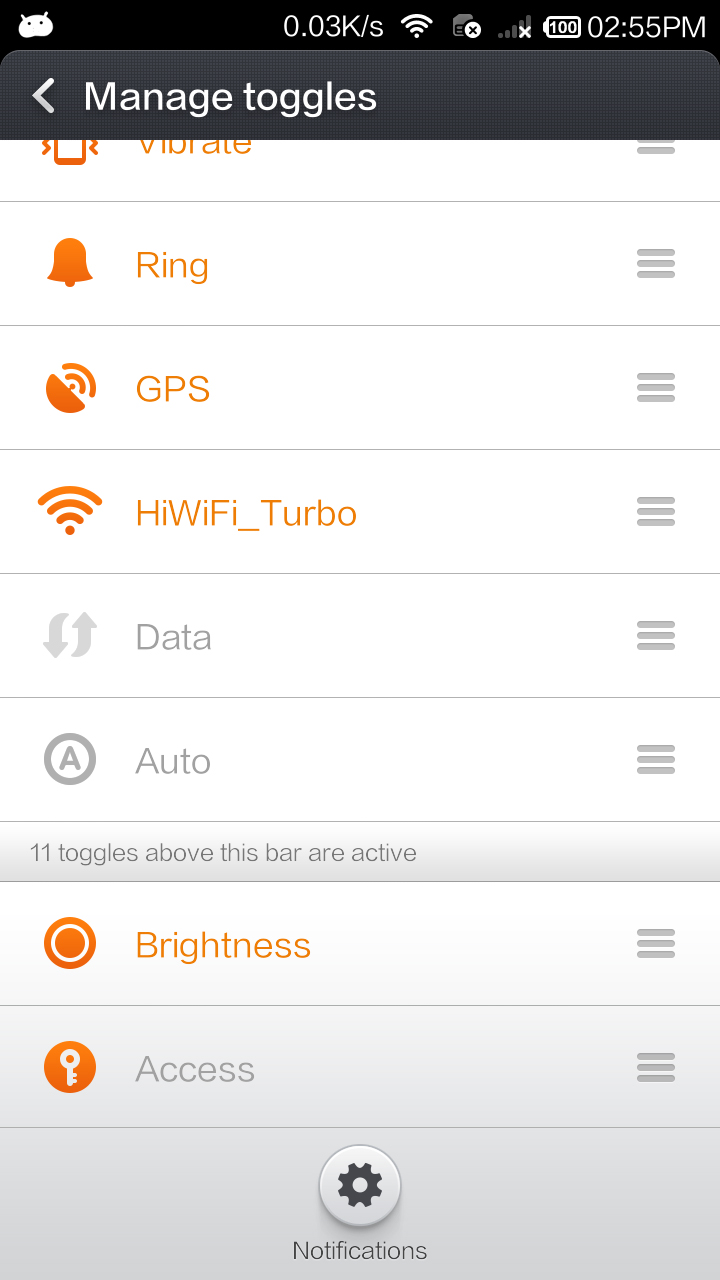 0.03K/s 100 02:55PM
Manage toggles
Vibrate
Ring
GPS
HiWiFi_Turbo
Data
A Auto
11 toggles above this bar are active
Brightness
Access
Notifications